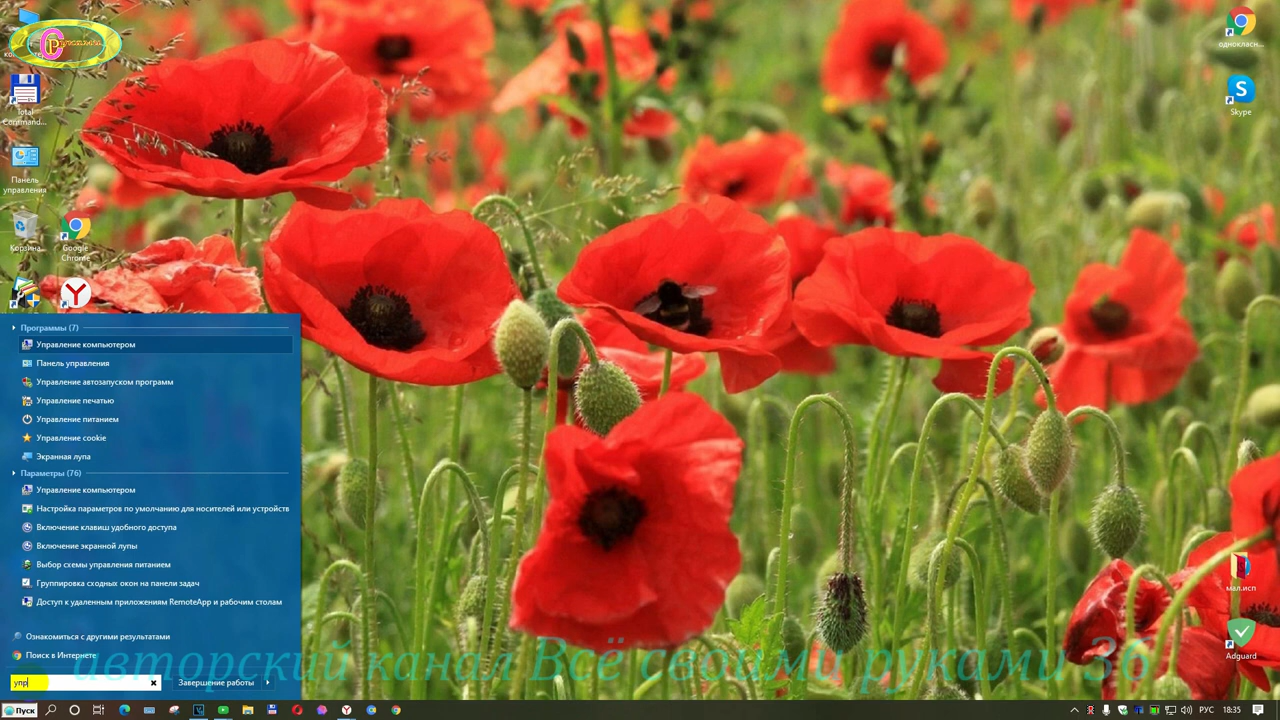 Total
Command...
Панель
управления
Корзина
Google
Chrome
однокласн...
Skype
Программы (7)
Управление компьютером
Панель управления
Управление автозапуском программ
Управление печатью
Управление питанием
Управление cookie
Экранная лупа
Параметры (76)
Управление компьютером
Настройка параметров по умолчанию для носителей или устройств
Включение клавиш удобного доступа
Включение экранной лупы
Выбор схемы управления питанием
Группировка сходных окон на панели задач
Доступ к удаленным приложениям RemoteApp и рабочим столам
Ознакомиться с другими результатами
Поиск в Интернете
упр
Завершение работы
мал.исп
Adguard
авторский канал Всё своими руками 36
Пуск
РУС
18:35